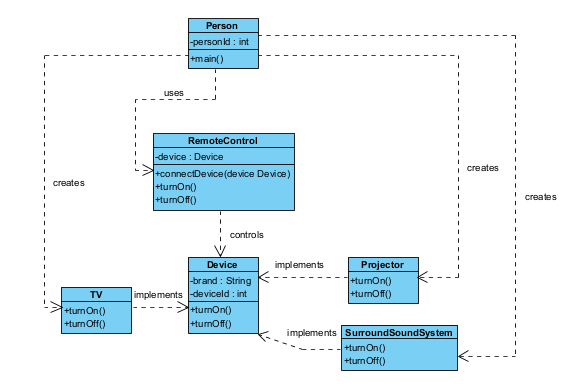 Person
-personId : int
+main()
uses
RemoteControl
-device : Device
+connectDevice(device Device)
+turnOn()
+turnOff()
creates
creates
creates
controls
Device
-brand : String
-deviceId : int
+turnOn()
+turnOff()
implements
Projector
+turnOn()
+turnOff()
TV
+turnOn()
+turnOff()
implements
implements
SurroundSoundSystem
+turnOn()
+turnOff()